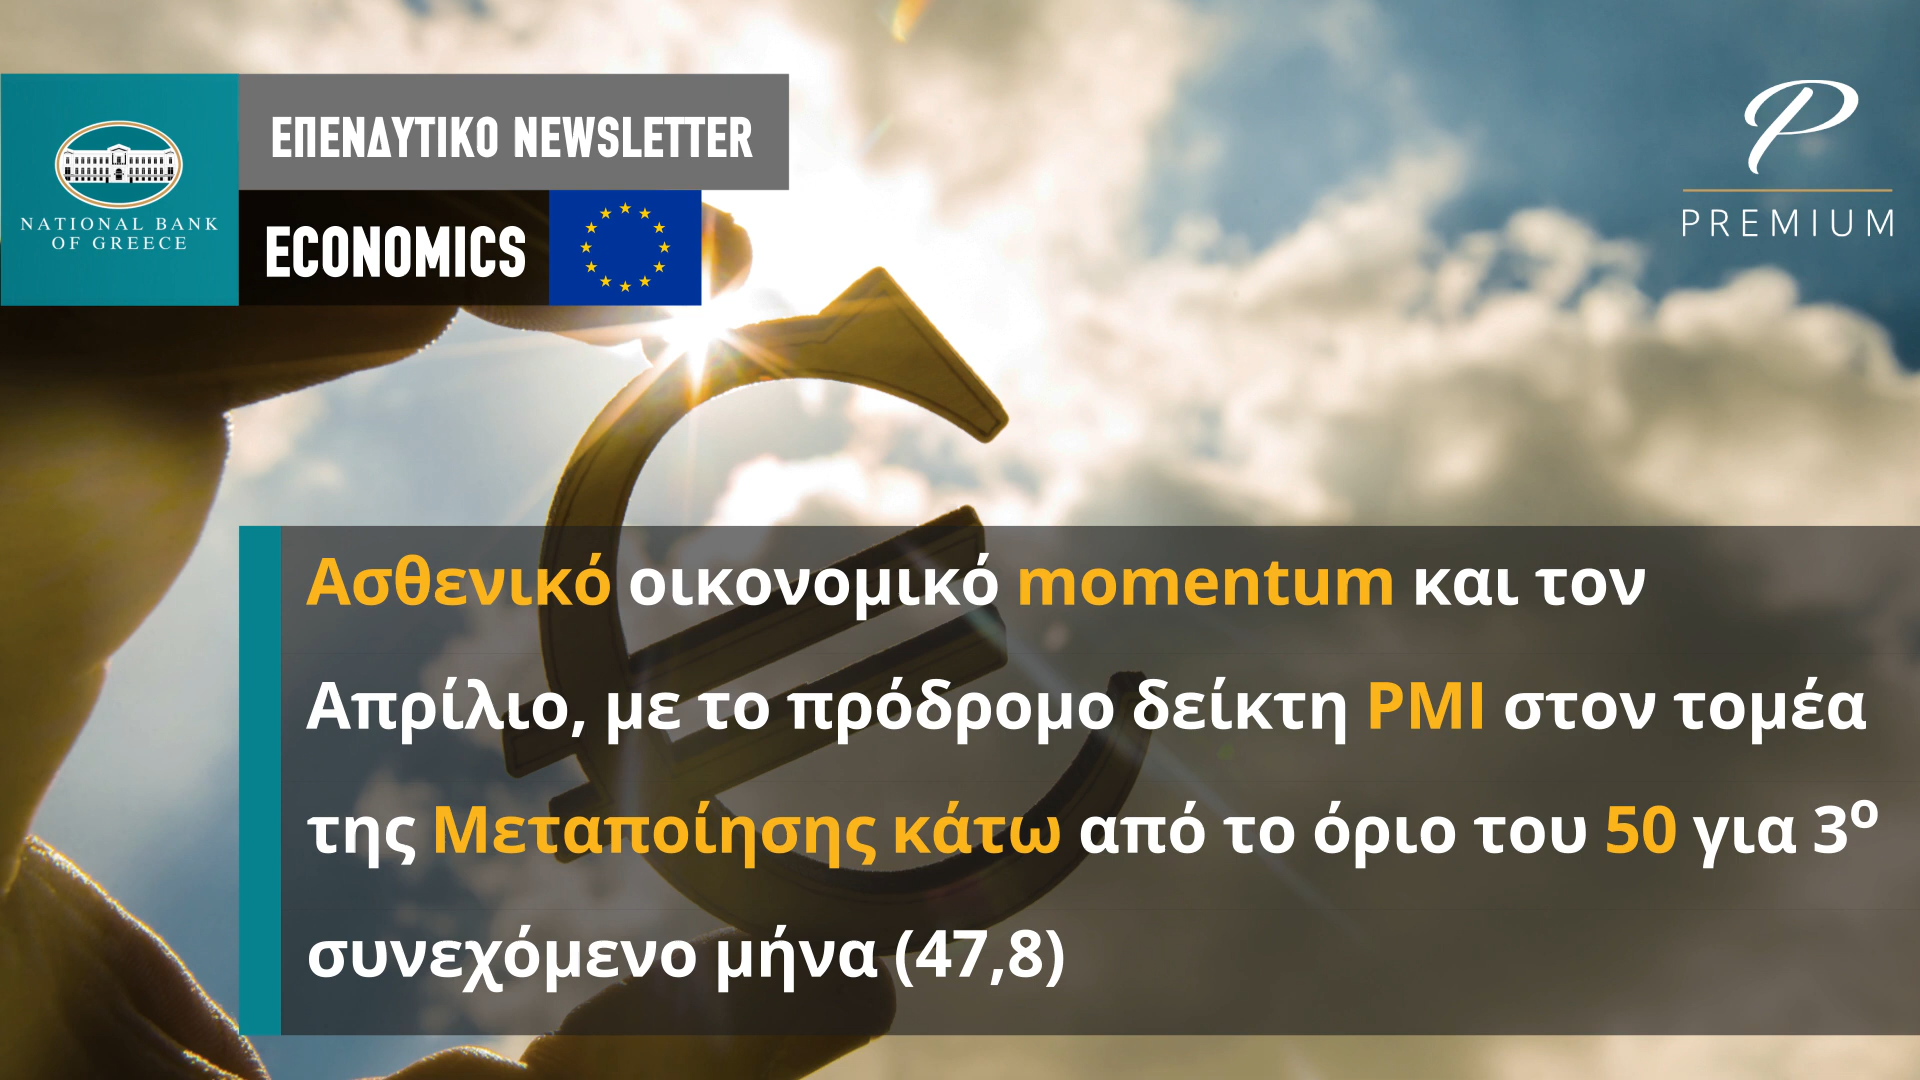 ΕΠΕΝΔΥΤΙΚΟ NEWSLETTER
NATIONAL BANK
OF GREECE
ECONOMICS
P
PREMIUM
Ασθενικό οικονομικό momentum και τον
Απρίλιο, με το πρόδρομο δείκτη PMI στον τομέα
της Μεταποίησης κάτω από το όριο του 50 για 3ο
συνεχόμενο μήνα (47,8)